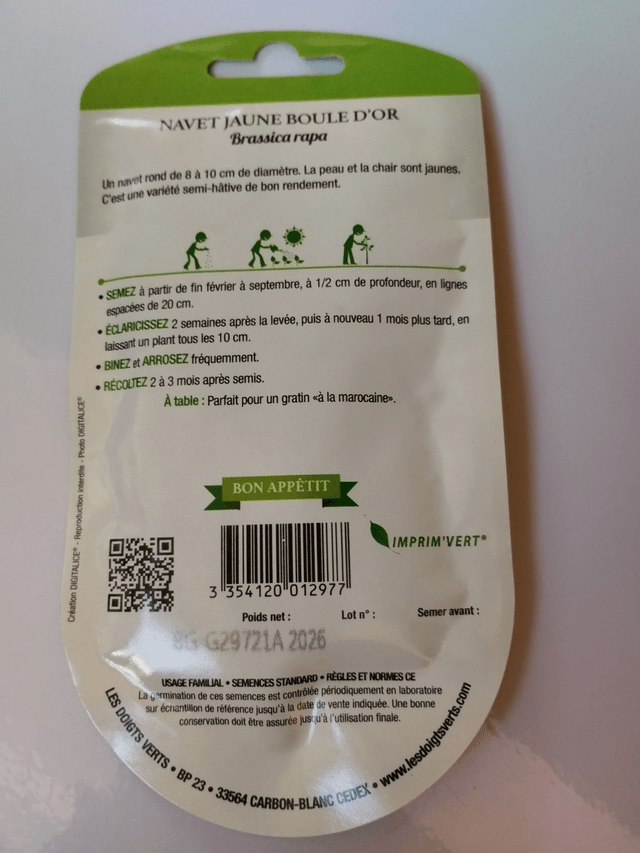 NAVET JAUNE BOULE D'OR
Brassica rapa
Un navet rond de 8 à 10 cm de diamètre. La peau et la chair sont jaunes.
C'est une variété semi-hâtive de bon rendement.
• SEMEZ à partir de fin février à septembre, à 1/2 cm de profondeur, en lignes
espacées de 20 cm.
• ÉCLARICISSEZ 2 semaines après la levée, puis à nouveau 1 mois plus tard, en
laissant un plant tous les 10 cm.
• BINEZ et ARROSEZ fréquemment.
• RÉCOLTEZ 2 à 3 mois après semis.
À table : Parfait pour un gratin «à la marocaine».
BON APPÉTIT
IMPRIM'VERT®
Création DIGITALICE® - Reproduction interdite - Photo DIGITALICE®
3 354120 012977
Poids net : Lot n° : Semer avant :
8G G29721A 2026
USAGE FAMILIAL • SEMENCES STANDARD • RÈGLES ET NORMES CE
La germination de ces semences est contrôlée périodiquement en laboratoire
sur échantillon de référence jusqu'à la date de vente indiquée. Une bonne
conservation doit être assurée jusqu'à l'utilisation finale.
LES DOIGTS VERTS • BP 23 • 33564 CARBON-BLANC CEDEX • www.lesdoigtsverts.com